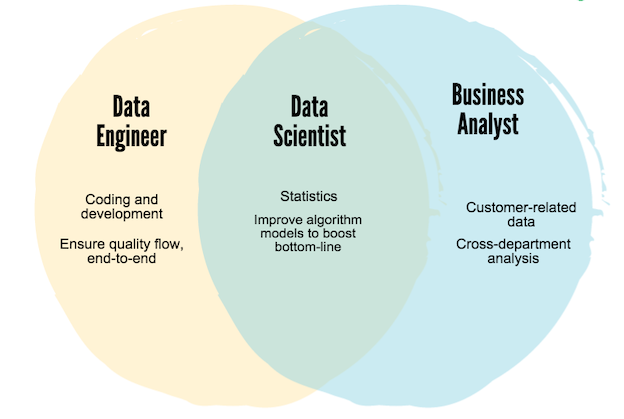 Data
Engineer
Coding and
development
Ensure quality flow,
end-to-end
Data
Scientist
Statistics
Improve algorithm
models to boost
bottom-line
Business
Analyst
Customer-related
data
Cross-department
analysis